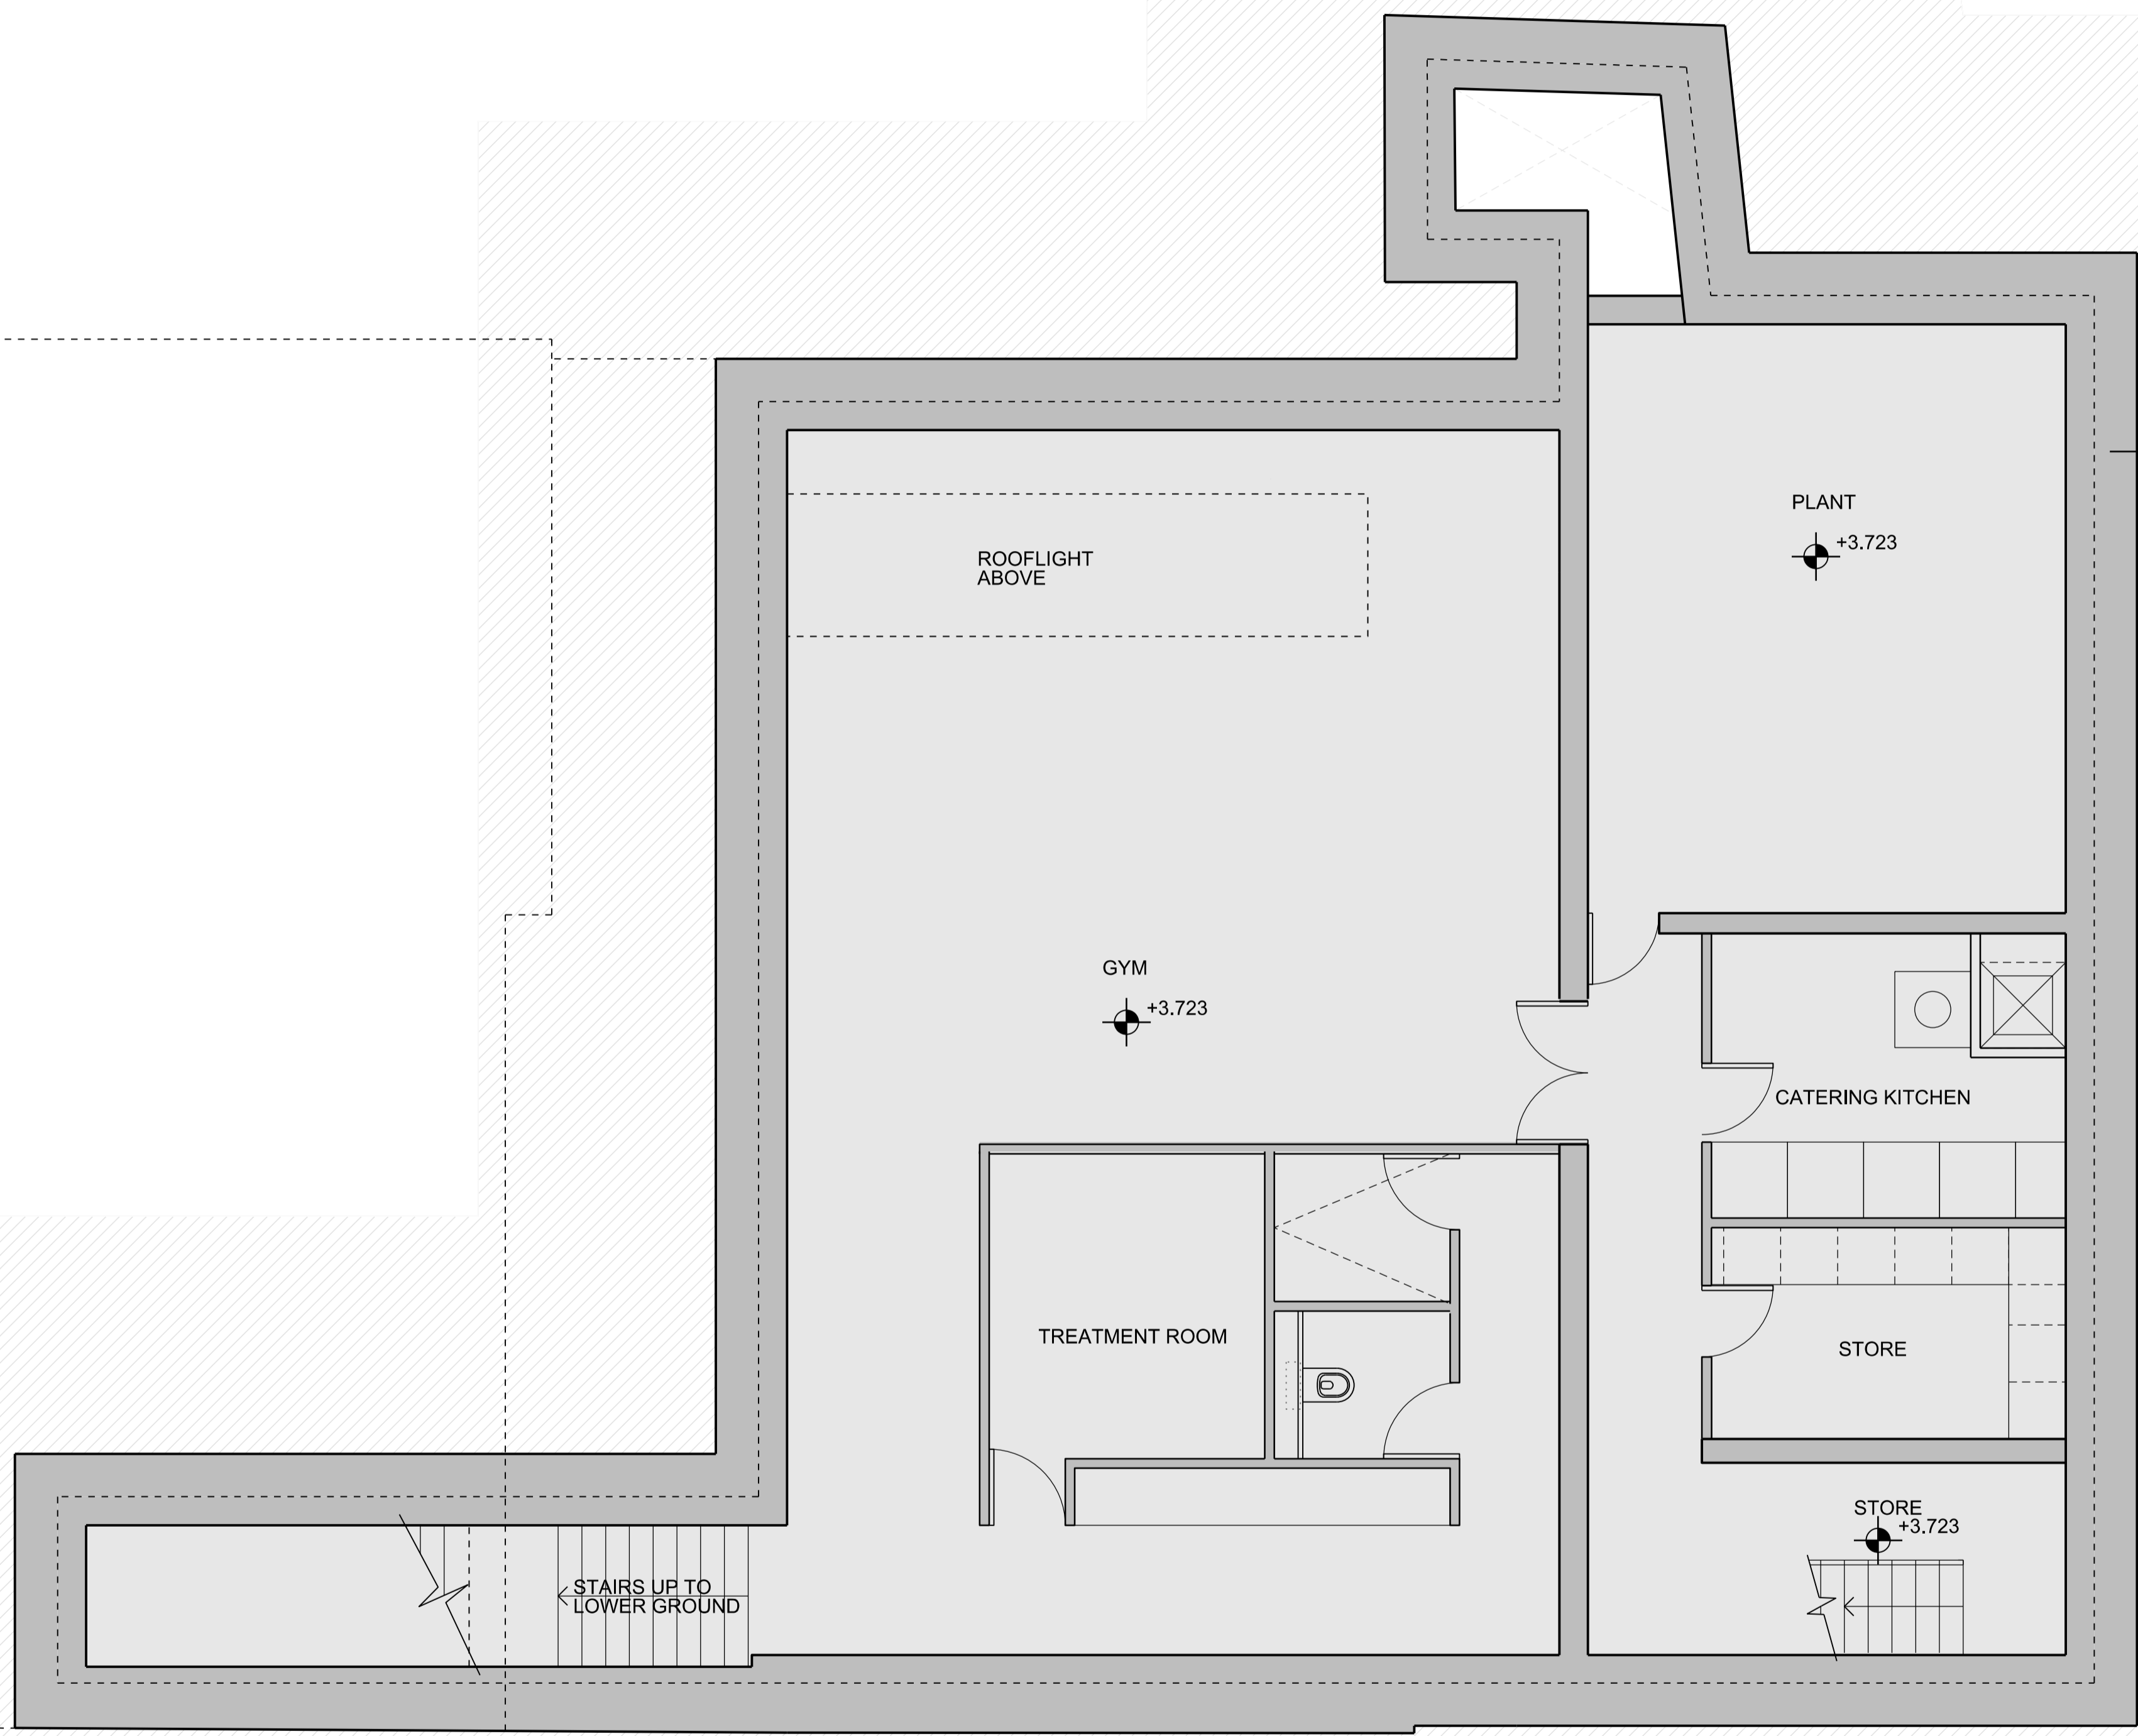 PLANT
+3.723
ROOFLIGHT
ABOVE
GYM
+3.723
CATERING KITCHEN
TREATMENT ROOM
STORE
STORE
+3.723
STAIRS UP TO
LOWER GROUND